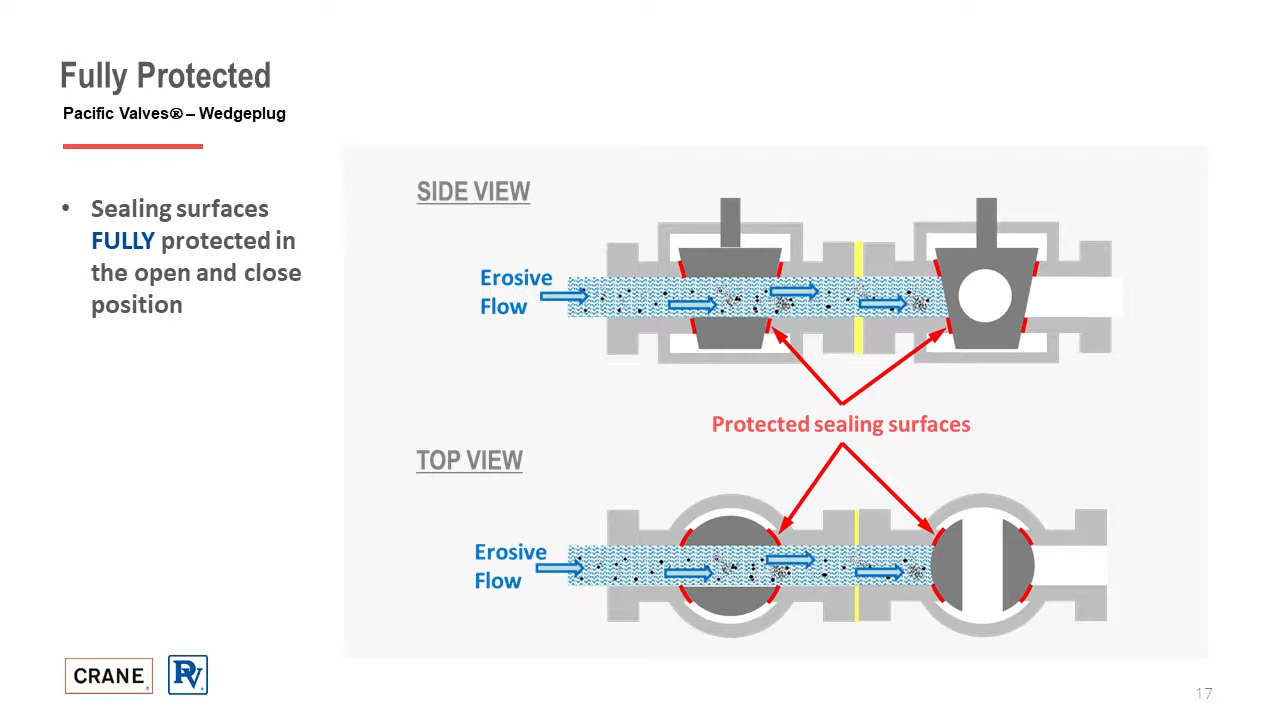 Fully Protected
Pacific Valves® – Wedgeplug
• Sealing surfaces
FULLY protected in
the open and close
position
SIDE VIEW
Erosive
Flow
Protected sealing surfaces
TOP VIEW
Erosive
Flow
CRANE®
PV
17